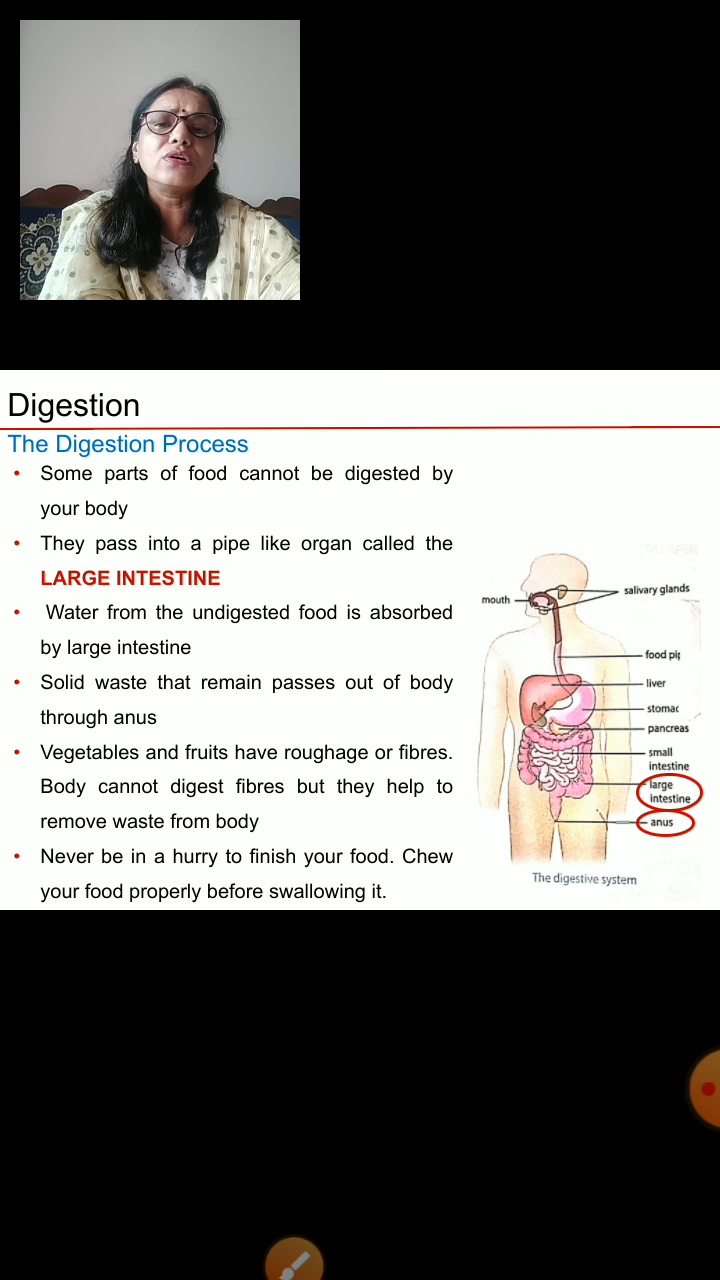 Digestion
The Digestion Process
• Some parts of food cannot be digested by
your body
• They pass into a pipe like organ called the
LARGE INTESTINE
• Water from the undigested food is absorbed
by large intestine
• Solid waste that remain passes out of body
through anus
• Vegetables and fruits have roughage or fibres.
Body cannot digest fibres but they help to
remove waste from body
• Never be in a hurry to finish your food. Chew
your food properly before swallowing it.
mouth
salivary glands
food pi
liver
stomac
pancreas
small
intestine
large
intestine
anus
The digestive system